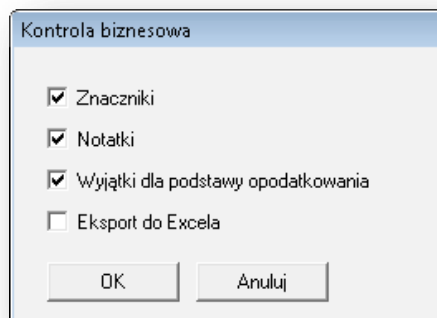 Kontrola biznesowa
Znaczniki
Notatki
Wyjątki dla podstawy opodatkowania
Eksport do Excela
OK Anuluj